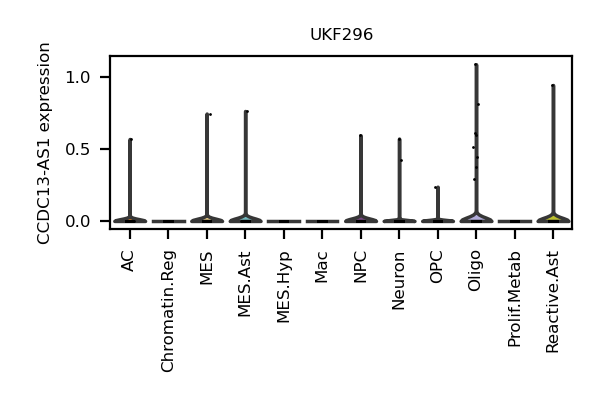 UKF296
CCDC13-AS1 expression
1.0
0.5
0.0
AC
Chromatin.Reg
MES
MES.Ast
MES.Hyp
Mac
NPC
Neuron
OPC
Oligo
Prolif.Metab
Reactive.Ast